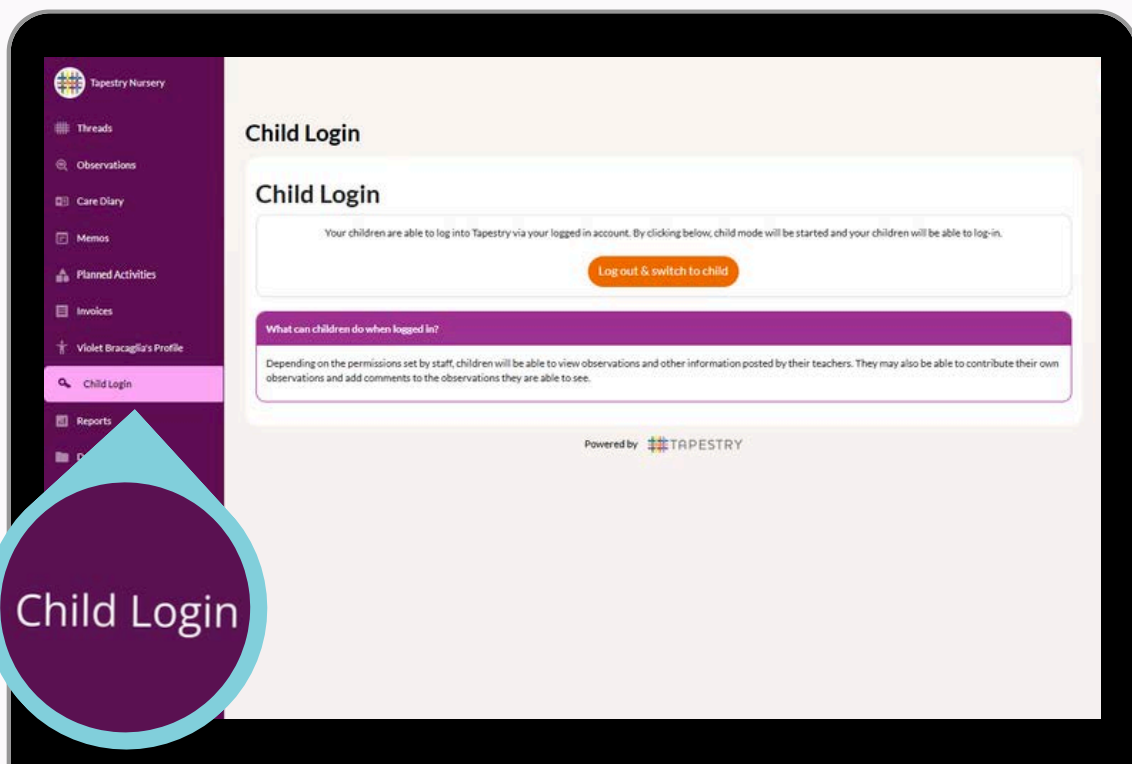 Tapestry Nursery
Threads
Observations
Care Diary
Memos
Planned Activities
Invoices
Violet Bracaglia's Profile
Child Login
Reports
Child Login
Child Login
Child Login
Your children are able to log into Tapestry via your logged in account. By clicking below, child mode will be started and your children will be able to log-in.
Log out & switch to child
What can children do when logged in?
Depending on the permissions set by staff, children will be able to view observations and other information posted by their teachers. They may also be able to contribute their own
observations and add comments to the observations they are able to see.
Powered by TAPESTRY